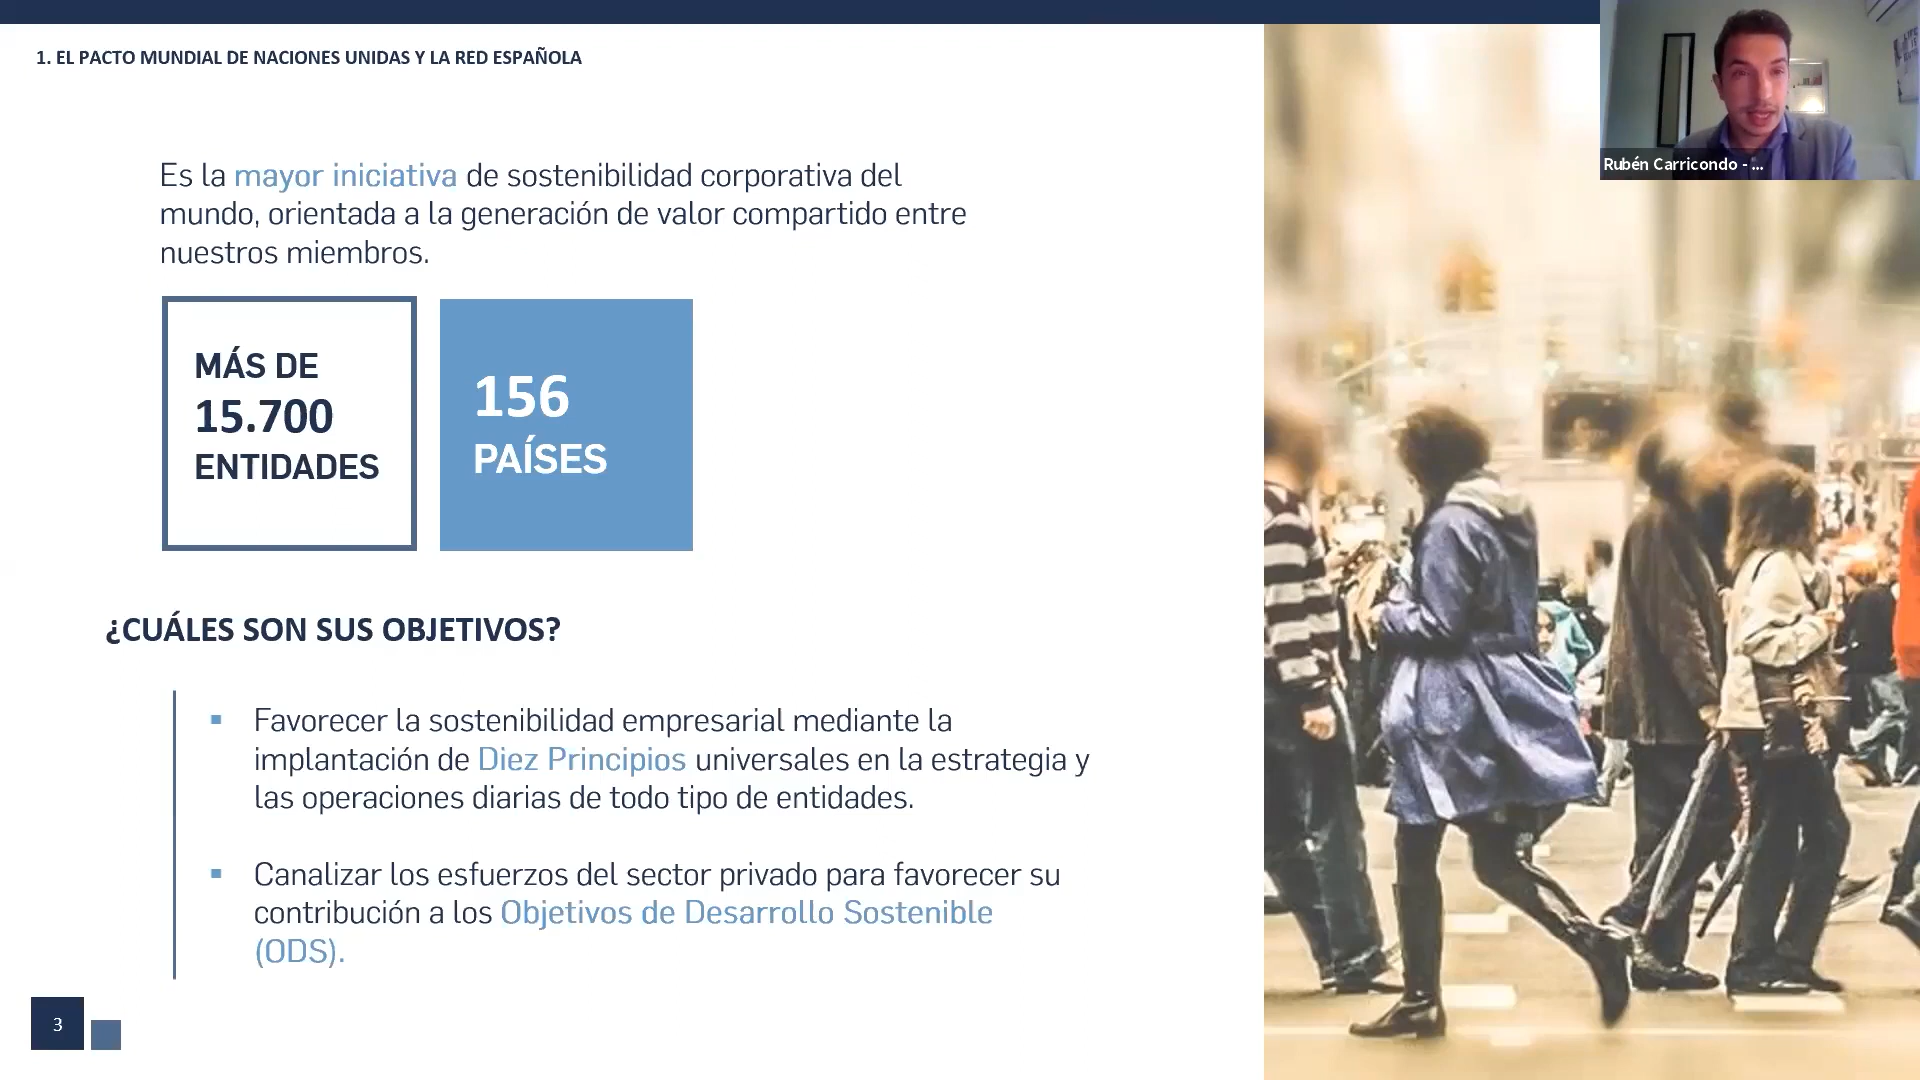 1. EL PACTO MUNDIAL DE NACIONES UNIDAS Y LA RED ESPAÑOLA
Rubén Carricondo - ...
Es la mayor iniciativa de sostenibilidad corporativa del
mundo, orientada a la generación de valor compartido entre
nuestros miembros.
MÁS DE
15.700
ENTIDADES
156
PAÍSES
¿CUÁLES SON SUS OBJETIVOS?
▪ Favorecer la sostenibilidad empresarial mediante la
implantación de Diez Principios universales en la estrategia y
las operaciones diarias de todo tipo de entidades.
▪ Canalizar los esfuerzos del sector privado para favorecer su
contribución a los Objetivos de Desarrollo Sostenible
(ODS).
3